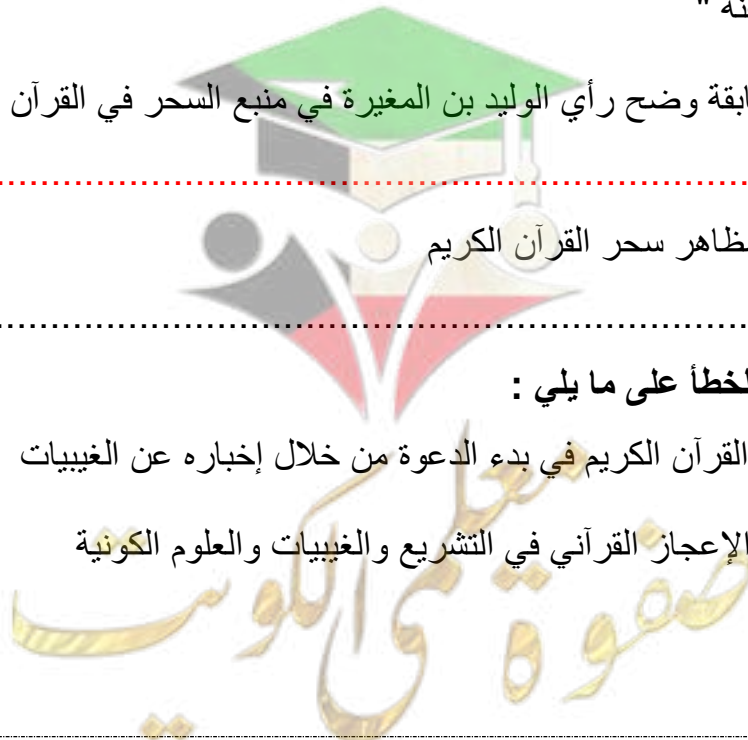 نه "
ابقة وضح رأي الوليد بن المغيرة في منبع السحر في القرآن
ظاهر سحر القرآن الكريم
لخطأ على ما يلي :
القرآن الكريم في بدء الدعوة من خلال إخباره عن الغيبيات
الإعجاز القرآني في التشريع والغيبيات والعلوم الكونية
صفوة معلمى الكويت